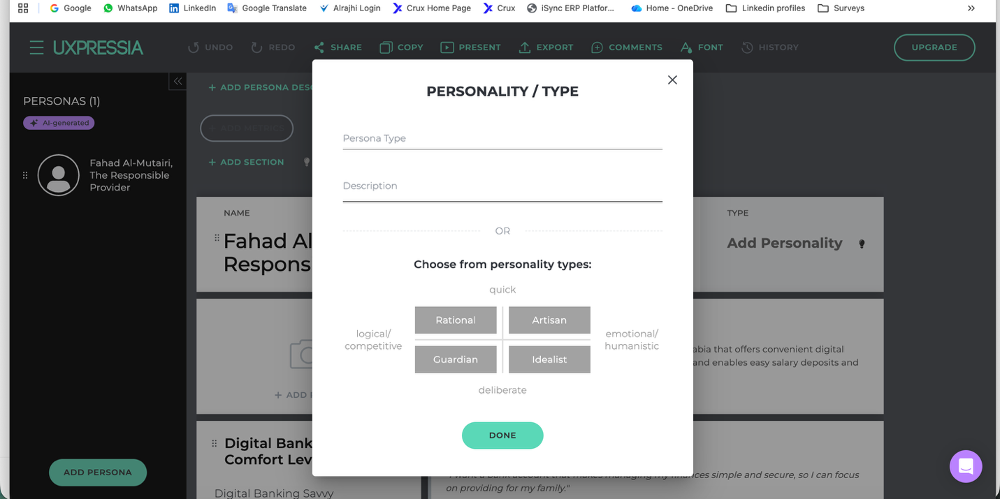 Google
WhatsApp
LinkedIn
Google Translate
Alrajhi Login
Crux Home Page
Crux
iSync ERP Platfor...
Home - OneDrive
Linkedin profiles
Surveys
UXPRESSIA
UNDO
REDO
SHARE
COPY
PRESENT
EXPORT
COMMENTS
FONT
HISTORY
UPGRADE
PERSONAS (1)
AI-generated
Fahad Al-Mutairi,
The Responsible
Provider
ADD PERSONA
+ ADD PERSONA DESC
+ ADD METRICS
+ ADD SECTION
NAME
Fahad Al
Respons
TYPE
Add Personality
+ ADD
abia that offers convenient digital
and enables easy salary deposits and
Digital Bank
Comfort Lev
Digital Banking Savvy
"I want a bank account that makes managing my finances simple and secure, so I can focus
on providing for my family."
PERSONALITY / TYPE
Persona Type
Description
OR
Choose from personality types:
quick
logical/
competitive
Rational
Artisan
Guardian
Idealist
emotional/
humanistic
deliberate
DONE